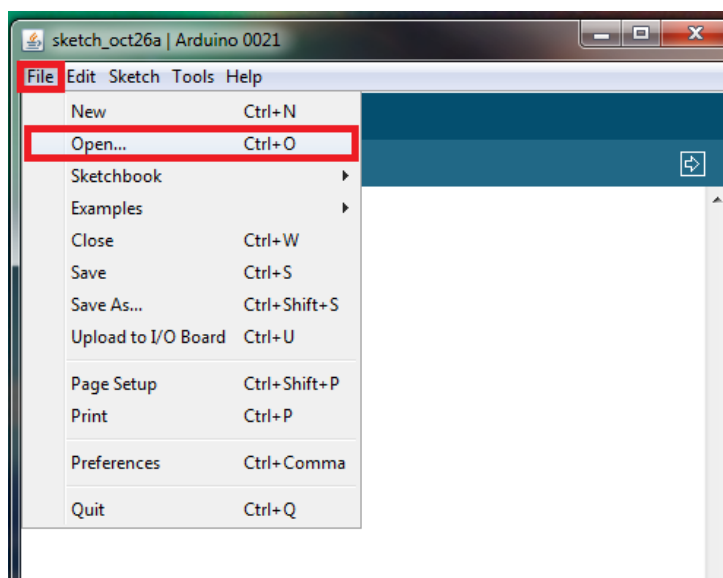 sketch_oct26a | Arduino 0021
File Edit Sketch Tools Help
New Ctrl+N
Open... Ctrl+O
Sketchbook
Examples
Close Ctrl+W
Save Ctrl+S
Save As... Ctrl+Shift+S
Upload to I/O Board Ctrl+U
Page Setup Ctrl+Shift+P
Print Ctrl+P
Preferences Ctrl+Comma
Quit Ctrl+Q